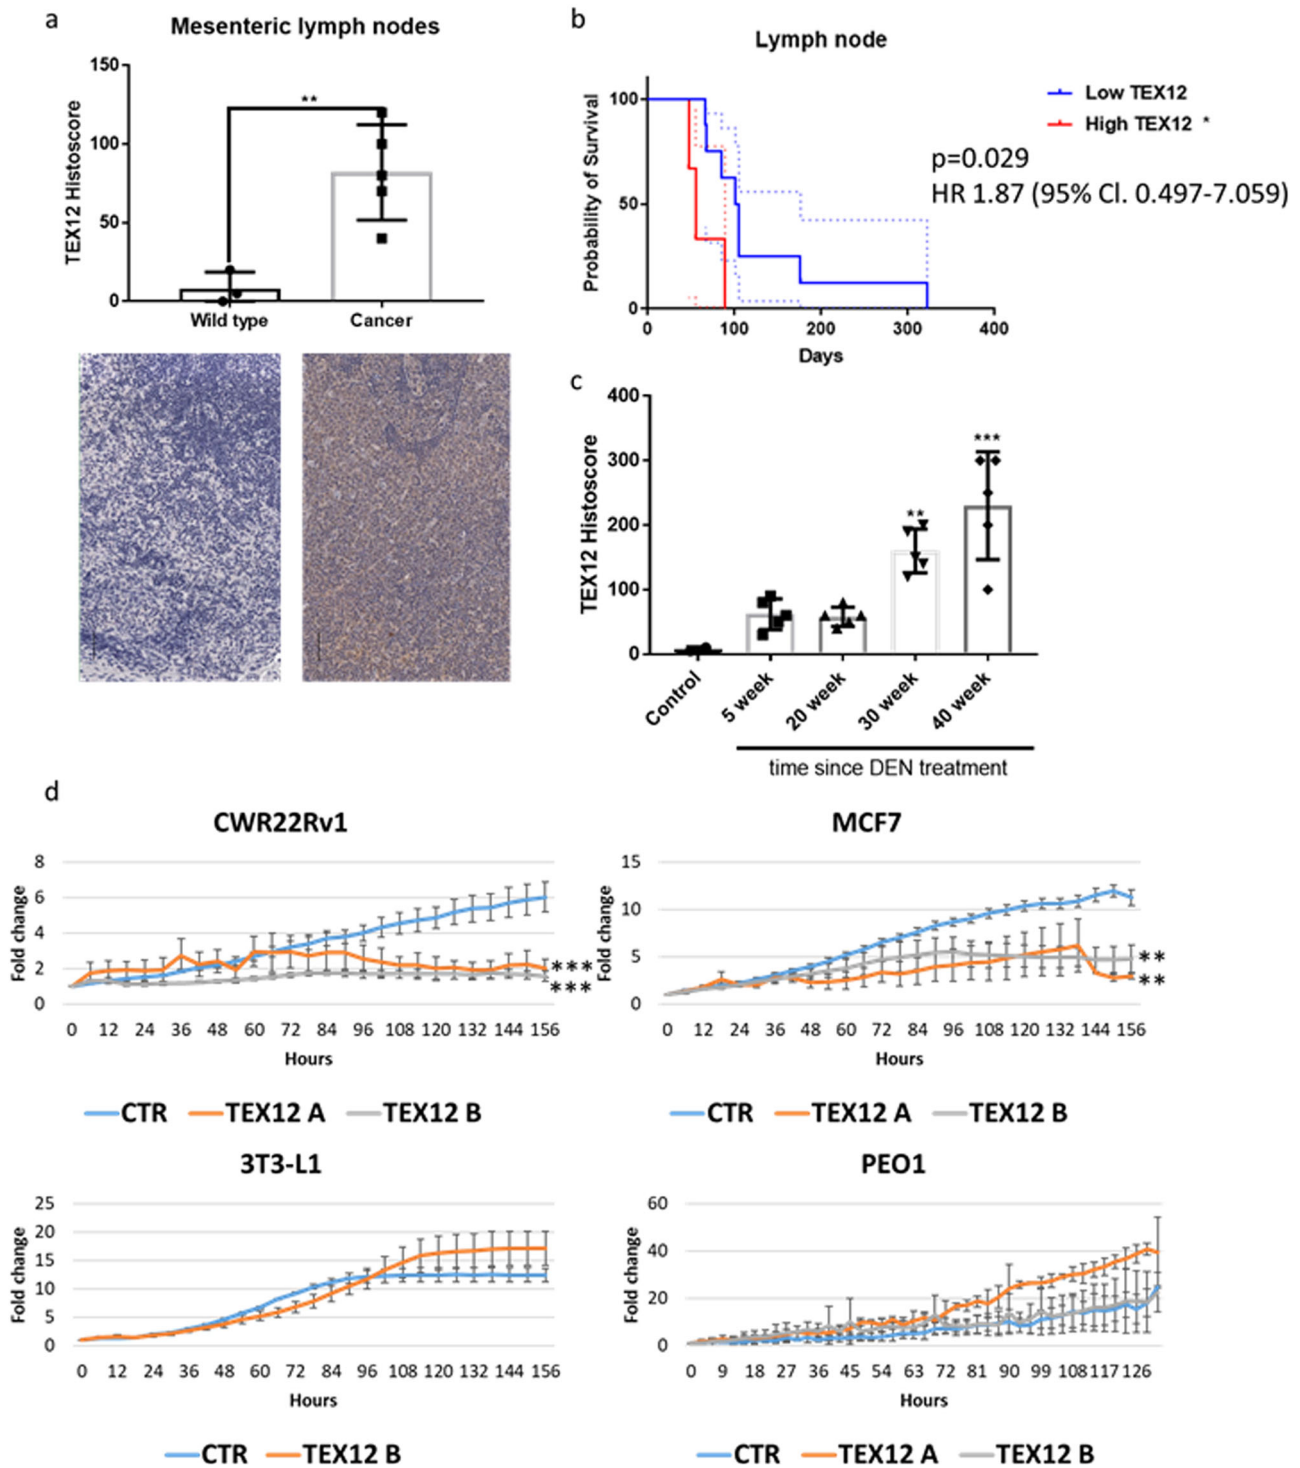 a
Mesenteric lymph nodes
TEX12 Histoscore
150
100
50
0
**
Wild type
Cancer
b
Lymph node
Probability of Survival
100
50
0
0
100
200
300
400
Days
Low TEX12
High TEX12 *
p=0.029
HR 1.87 (95% CI. 0.497-7.059)
c
TEX12 Histoscore
400
300
200
100
0
**
***
Control
5 week
20 week
30 week
40 week
time since DEN treatment
d
CWR22Rv1
Fold change
8
6
4
2
0
***
***
0 12 24 36 48 60 72 84 96 108 120 132 144 156
Hours
CTR TEX12 A TEX12 B
MCF7
Fold change
15
10
5
0
**
**
0 12 24 36 48 60 72 84 96 108 120 132 144 156
Hours
CTR TEX12 A TEX12 B
3T3-L1
Fold change
25
20
15
10
5
0
0 12 24 36 48 60 72 84 96 108 120 132 144 156
Hours
CTR TEX12 B
PEO1
Fold change
60
40
20
0
0 9 18 27 36 45 54 63 72 81 90 99 108 117 126
Hours
CTR TEX12 A TEX12 B